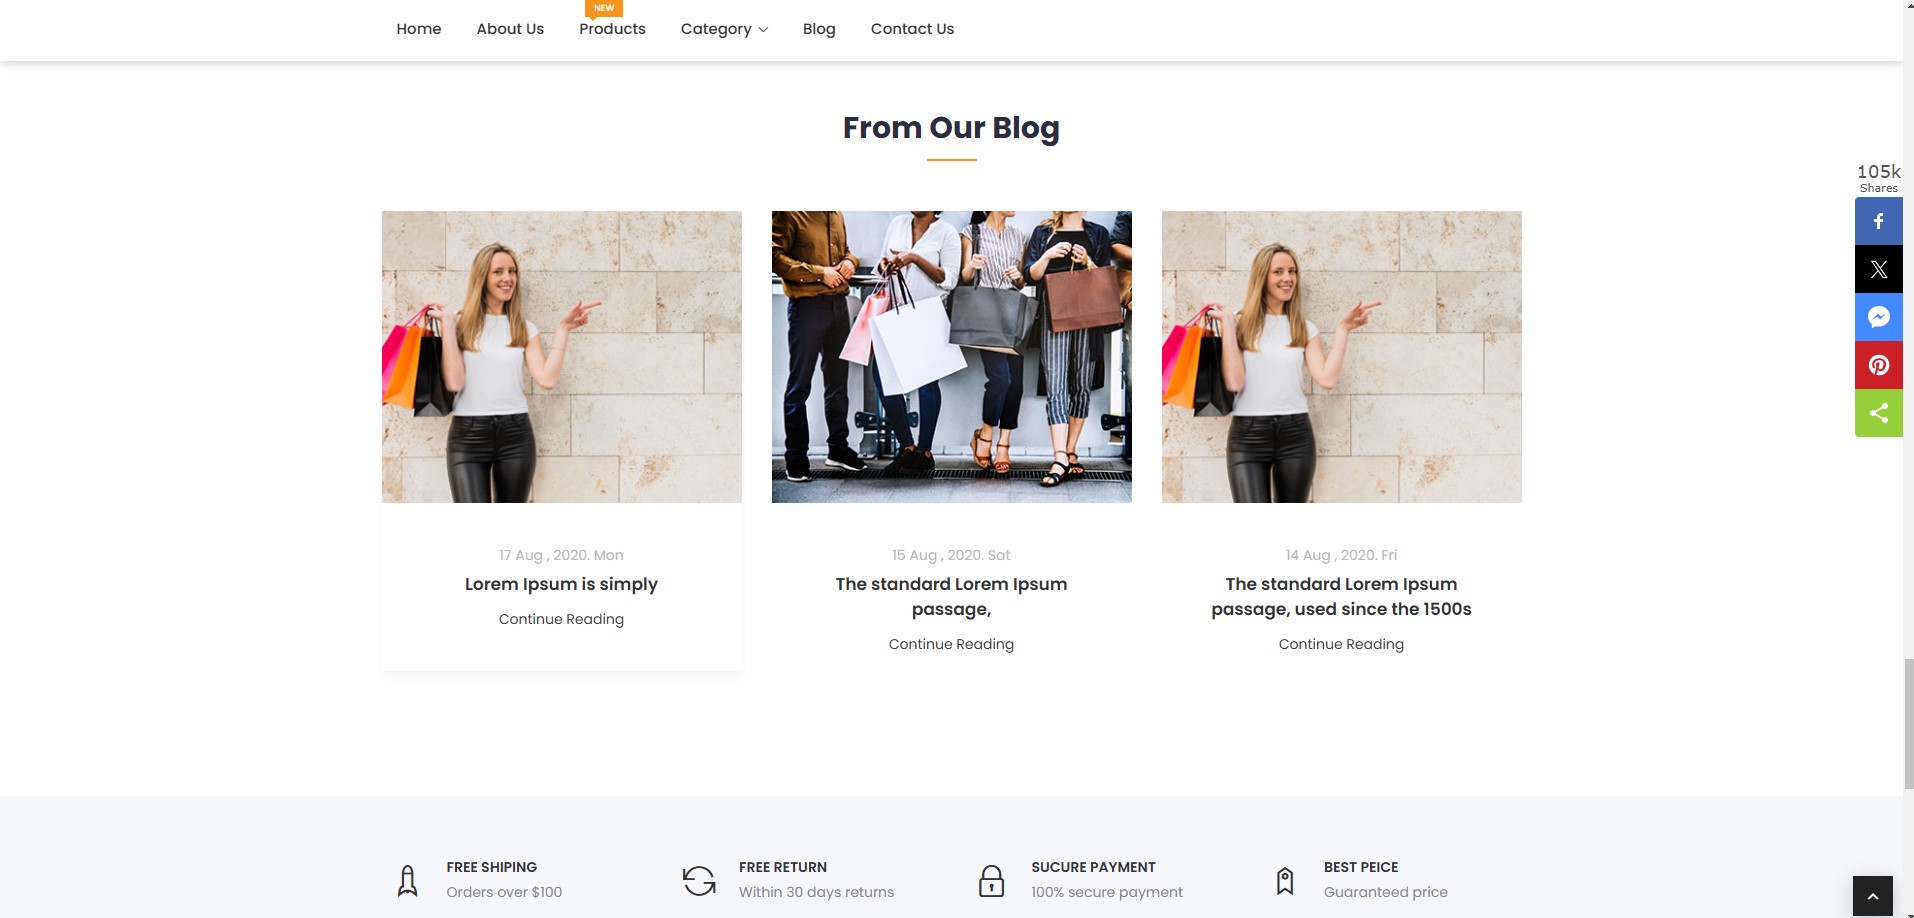 NEW
Home About Us Products Category Blog Contact Us
From Our Blog
105k
Shares
17 Aug , 2020. Mon
Lorem Ipsum is simply
Continue Reading
15 Aug , 2020. Sat
The standard Lorem Ipsum
passage,
Continue Reading
14 Aug , 2020. Fri
The standard Lorem Ipsum
passage, used since the 1500s
Continue Reading
FREE SHIPING
Orders over $100
FREE RETURN
Within 30 days returns
SUCURE PAYMENT
100% secure payment
BEST PEICE
Guaranteed price